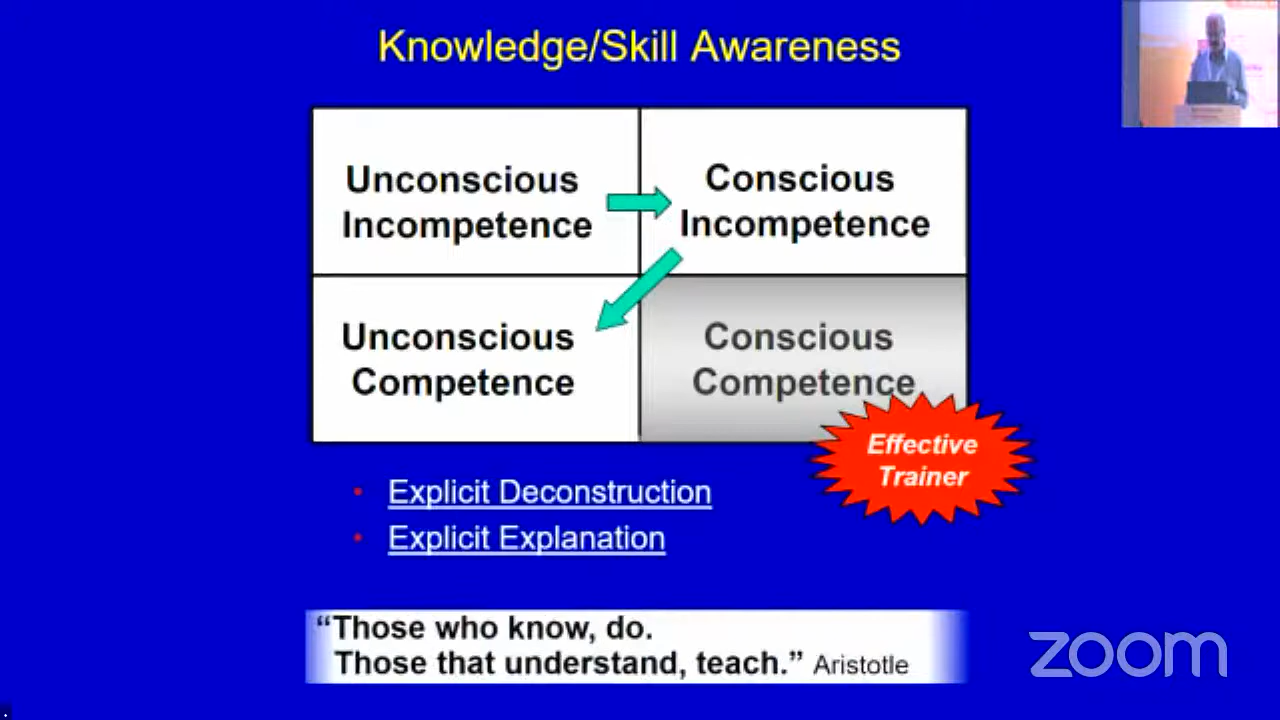 Knowledge/Skill Awareness
Unconscious
Incompetence
Conscious
Incompetence
Unconscious
Competence
Conscious
Competence
Effective
Trainer
• Explicit Deconstruction
• Explicit Explanation
“Those who know, do.
Those that understand, teach.” Aristotle
zoom